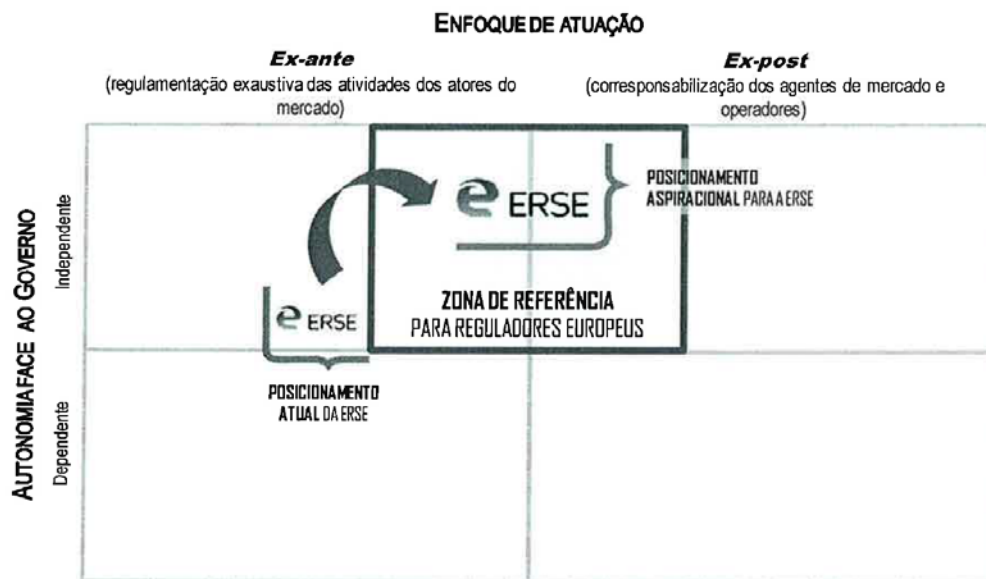 ENFOQUE DE ATUAÇÃO
Ex-ante
(regulamentação exaustiva das atividades dos atores do
mercado)
Ex-post
(corresponsabilização dos agentes de mercado e
operadores)
AUTONOMIA FACE AO GOVERNO
Independente
Dependente
e ERSE
POSICIONAMENTO
ASPIRACIONAL PARA A ERSE
ZONA DE REFERÊNCIA
PARA REGULADORES EUROPEUS
e ERSE
POSICIONAMENTO
ATUAL DA ERSE